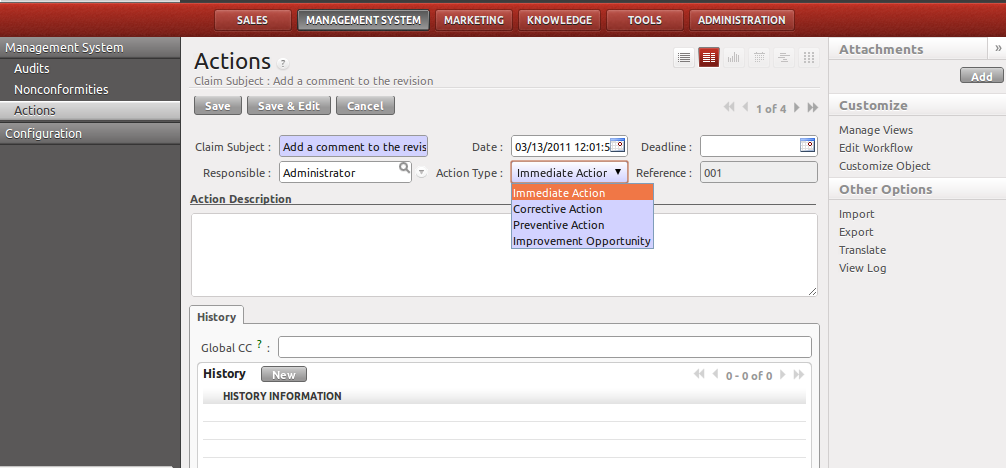 SALES MANAGEMENT SYSTEM MARKETING KNOWLEDGE TOOLS ADMINISTRATION
Management System
Audits
Nonconformities
Actions
Configuration
Actions ?
Claim Subject : Add a comment to the revision
Save Save & Edit Cancel 1 of 4
Claim Subject : Add a comment to the revis Date : 03/13/2011 12:01:5 Deadline :
Responsible : Administrator Action Type : Immediate Action Reference : 001
Immediate Action
Corrective Action
Preventive Action
Improvement Opportunity
Action Description
History
Global CC ? :
History New 0 - 0 of 0
HISTORY INFORMATION
Attachments »
Add
Customize
Manage Views
Edit Workflow
Customize Object
Other Options
Import
Export
Translate
View Log